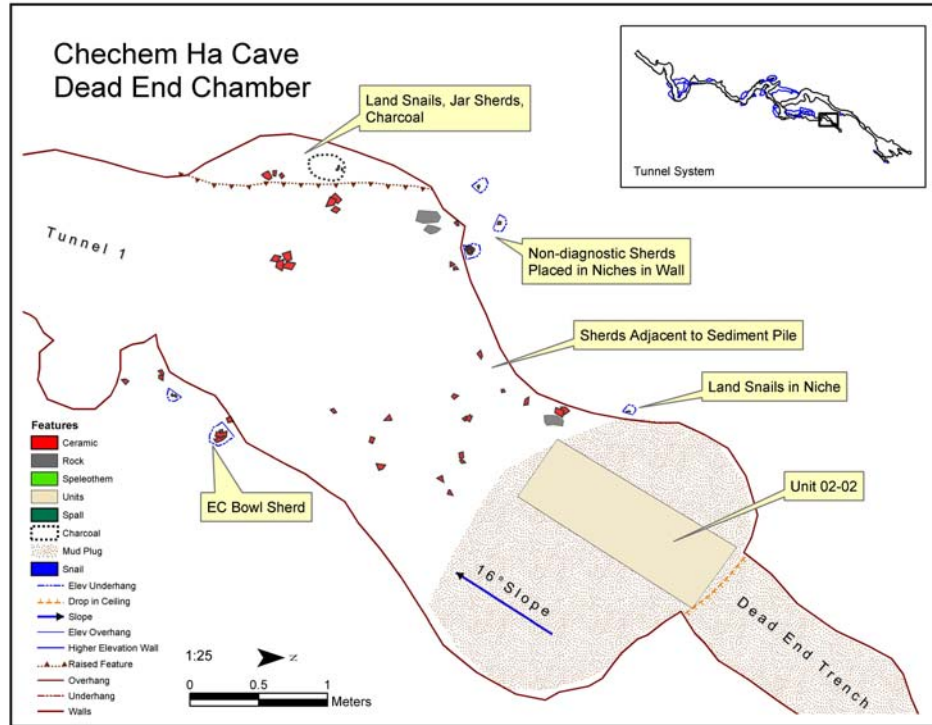 Chechem Ha Cave
Dead End Chamber
Land Snails, Jar Sherds,
Charcoal
Tunnel System
Tunnel 1
Non-diagnostic Sherds
Placed in Niches in Wall
Sherds Adjacent to Sediment Pile
Land Snails in Niche
EC Bowl Sherd
Unit 02-02
16° Slope
Dead End Trench
Features
Ceramic
Rock
Speleothem
Units
Spall
Charcoal
Mud Plug
Snail
Elev Underhang
Drop in Ceiling
Slope
Elev Overhang
Higher Elevation Wall
Raised Feature
Overhang
Underhang
Walls
1:25
N
0 0.5 1
Meters